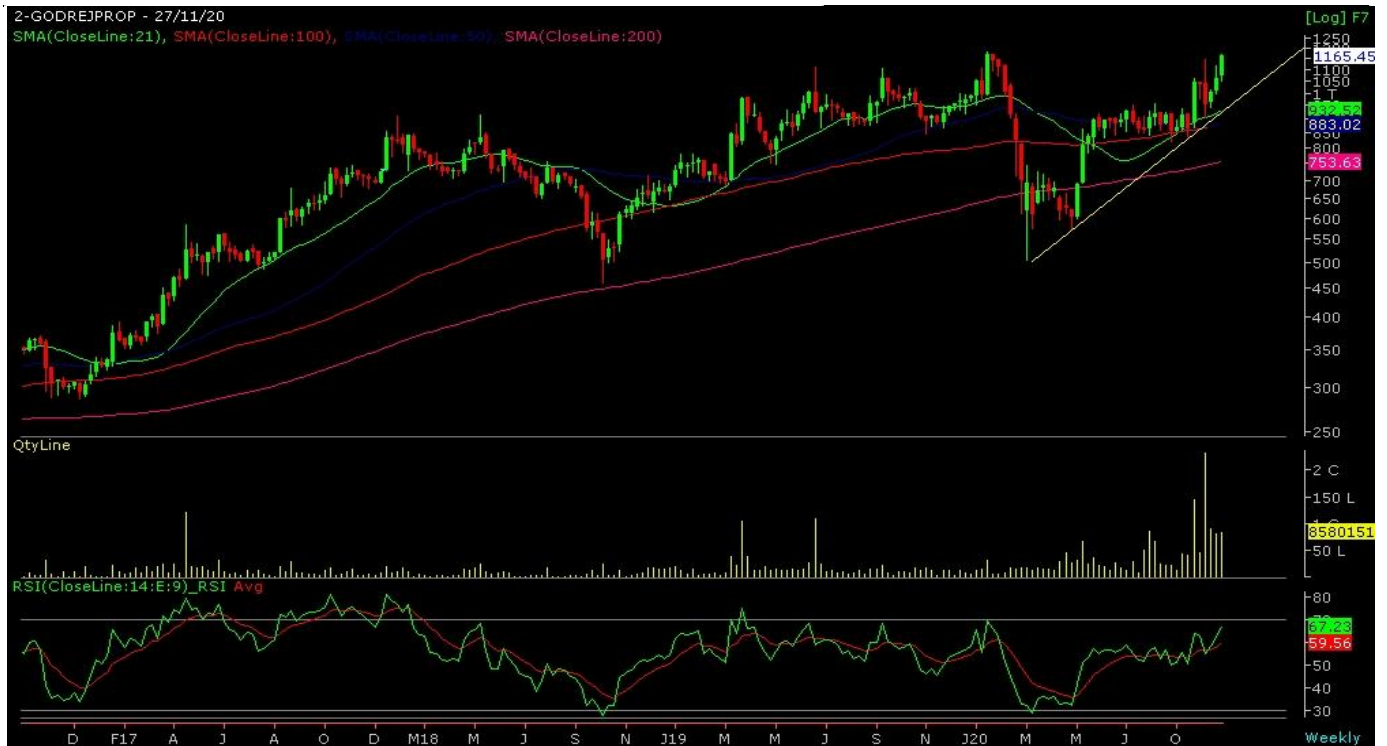 2-GODREJPROP - 27/11/20
[Log] F7
SMA(CloseLine:21), SMA(CloseLine:100), SMA(CloseLine:50), SMA(CloseLine:200)
1250
1165.45
1100
1050
1 T
932.52
883.02
850
800
753.63
700
650
600
550
500
450
400
350
300
250
QtyLine
2 C
150 L
8580151
50 L
RSI(CloseLine:14:E:9)_RSI Avg
80
67.23
59.56
50
40
30
D F17 A J A O D M18 M J S N J19 M M J S N J20 M M J O
Weekly